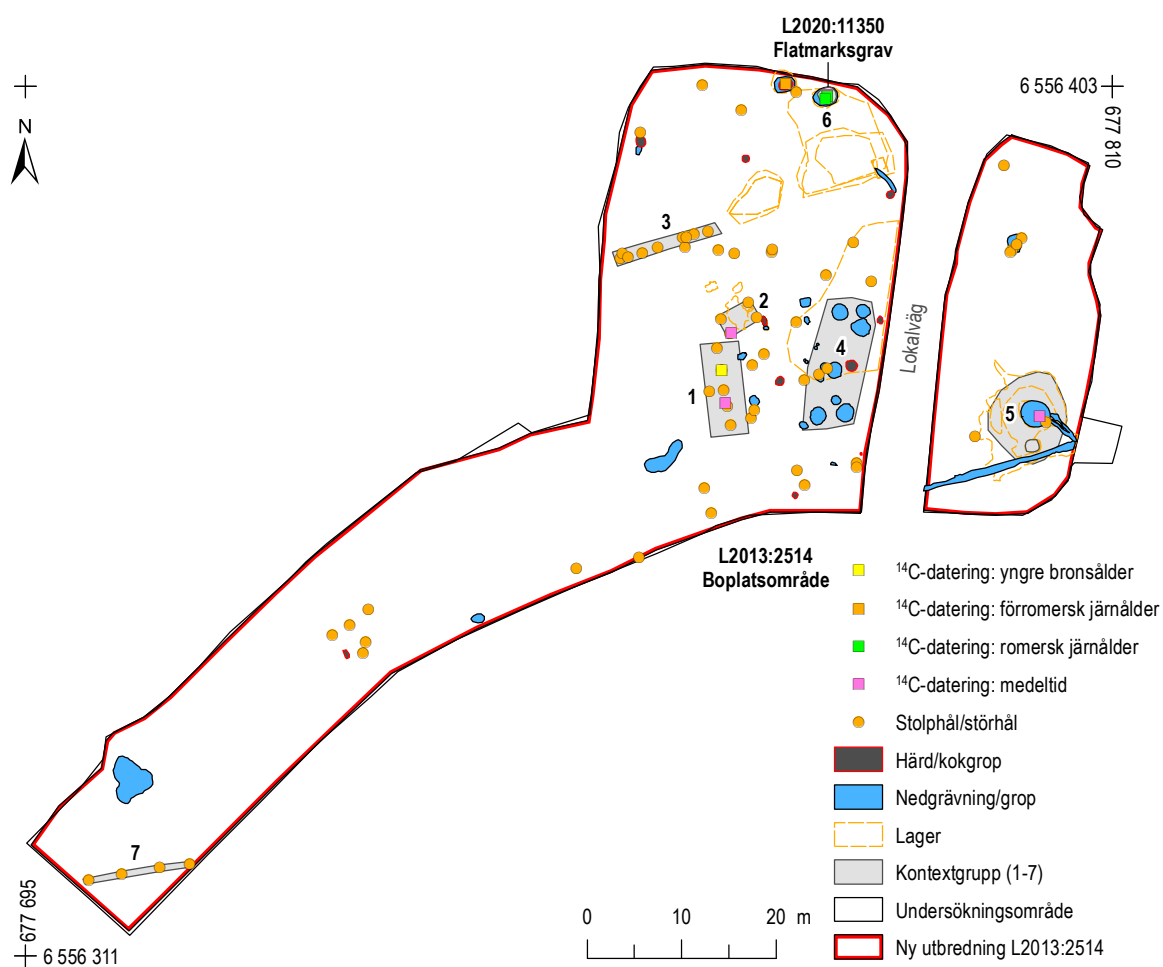 L2020:11350
Flatmarksgrav
6 556 403
677 810
N
6
3
2
4
1
5
Lokalväg
L2013:2514
Boplatsområde
14C-datering: yngre bronsålder
14C-datering: förromersk järnålder
14C-datering: romersk järnålder
14C-datering: medeltid
Stolphål/störhål
Härd/kokgrop
Nedgrävning/grop
Lager
Kontextgrupp (1-7)
Undersökningsområde
Ny utbredning L2013:2514
7
677 695
6 556 311
0 10 20 m